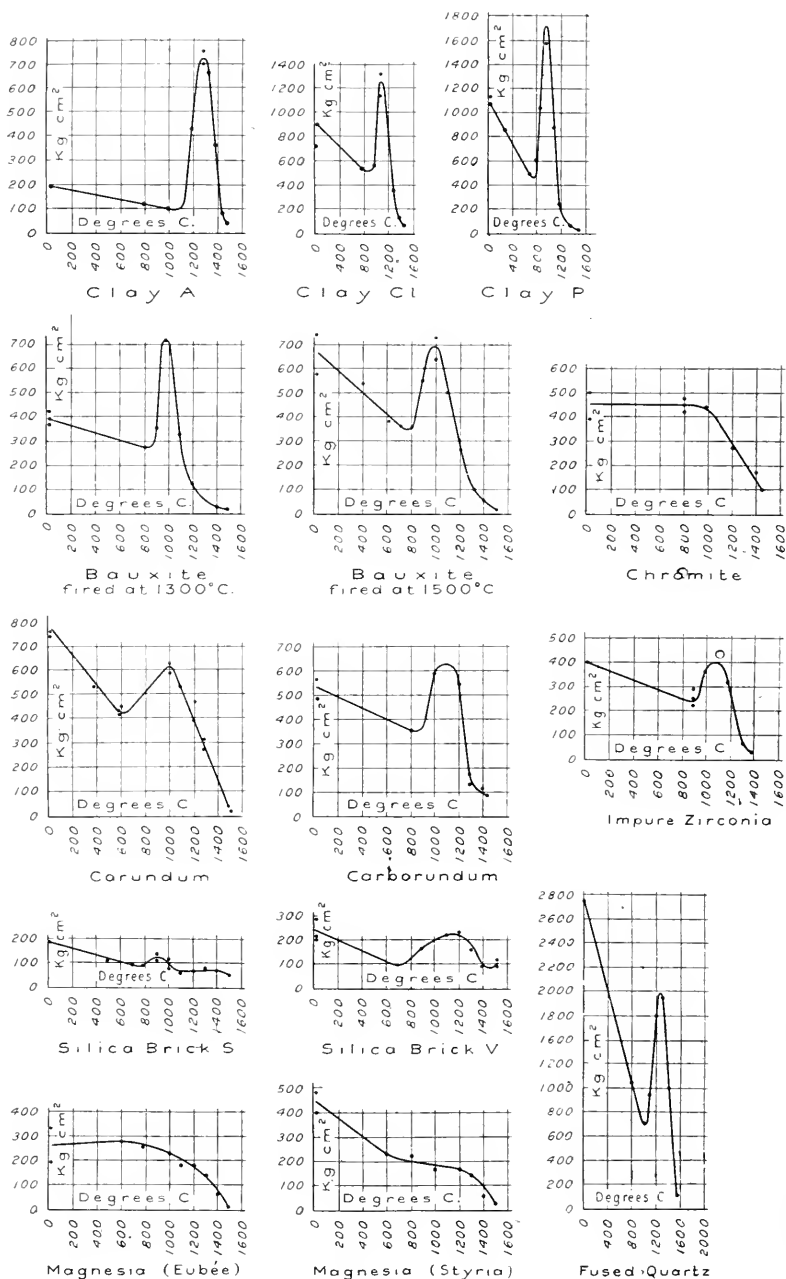 800
700
600
500
400
300
200
100
0
Kg cm²
Degrees C.
0 200 400 600 800 1000 1200 1400 1600
Clay A
1400
1200
1000
800
600
400
200
0
Kg cm²
Degrees C.
0 400 800 1200 1600
Clay Cl
1800
1600
1400
1200
1000
800
600
400
200
0
Kg cm²
Degrees C.
0 400 800 1200 1600
Clay P
700
600
500
400
300
200
100
0
Kg cm²
Degrees C
0 200 400 600 800 1000 1200 1400 1600
Bauxite
fired at 1300°C.
700
600
500
400
300
200
100
0
Kg cm²
Degrees C
0 200 400 600 800 1000 1200 1400 1600
Bauxite
fired at 1500°C
600
500
400
300
200
100
0
Kg cm²
Degrees C
0 200 400 600 800 1000 1200 1400 1600
Chromite
800
700
600
500
400
300
200
100
0
Kg cm²
Degrees C
0 200 400 600 800 1000 1200 1400 1600
Corundum
700
600
500
400
300
200
100
0
Kg cm²
Degrees C
0 200 400 600 800 1000 1200 1400 1600
Carborundum
500
400
300
200
100
0
Kg cm²
Degrees C
0 200 400 600 800 1000 1200 1400 1600
Impure Zirconia
200
100
0
Kg cm²
Degrees C
0 200 400 600 800 1000 1200 1400 1600
Silica Brick S
300
200
100
0
Kg cm²
Degrees C
0 200 400 600 800 1000 1200 1400 1600
Silica Brick V
2800
2600
2400
2200
2000
1800
1600
1400
1200
1000
800
600
400
200
0
Kg cm²
Degrees C
0 400 800 1200 1600 2000
Fused Quartz
400
300
200
100
0
Kg cm²
Degrees C
0 200 400 600 800 1000 1200 1400 1600
Magnesia (Eubée)
500
400
300
200
100
0
Kg cm²
Degrees C.
0 200 400 600 800 1000 1200 1400 1600
Magnesia (Styria)